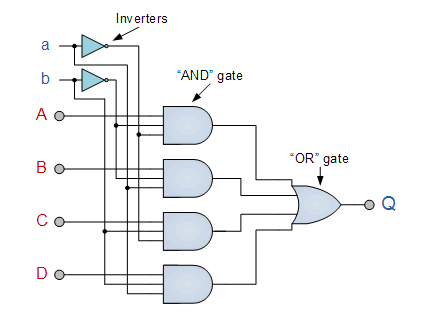 Inverters
a
b
“AND” gate
A
B
“OR” gate
C
Q
D